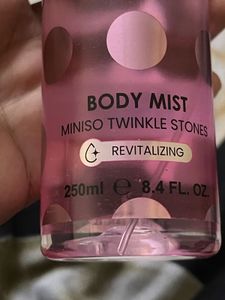 BODY MIST
MINISO TWINKLE STONES
REVITALIZING
250ml ℮ 8.4 FL. OZ.